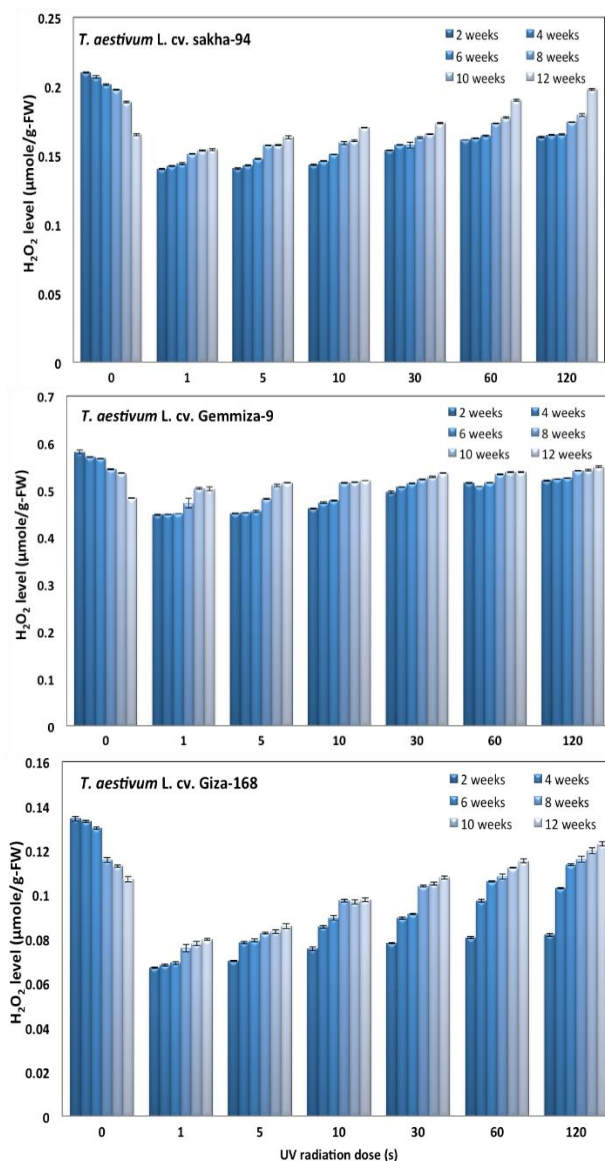 T. aestivum L. cv. sakha-94
2 weeks 4 weeks
6 weeks 8 weeks
10 weeks 12 weeks
H₂O₂ level (µmole/g-FW)
0.25
0.2
0.15
0.1
0.05
0
0 1 5 10 30 60 120
T. aestivum L. cv. Gemmiza-9
2 weeks 4 weeks
6 weeks 8 weeks
10 weeks 12 weeks
H₂O₂ level (µmole/g-FW)
0.7
0.6
0.5
0.4
0.3
0.2
0.1
0
0 1 5 10 30 60 120
T. aestivum L. cv. Giza-168
2 weeks 4 weeks
6 weeks 8 weeks
10 weeks 12 weeks
H₂O₂ level (µmole/g-FW)
0.16
0.14
0.12
0.1
0.08
0.06
0.04
0.02
0
0 1 5 10 30 60 120
UV radiation dose (s)